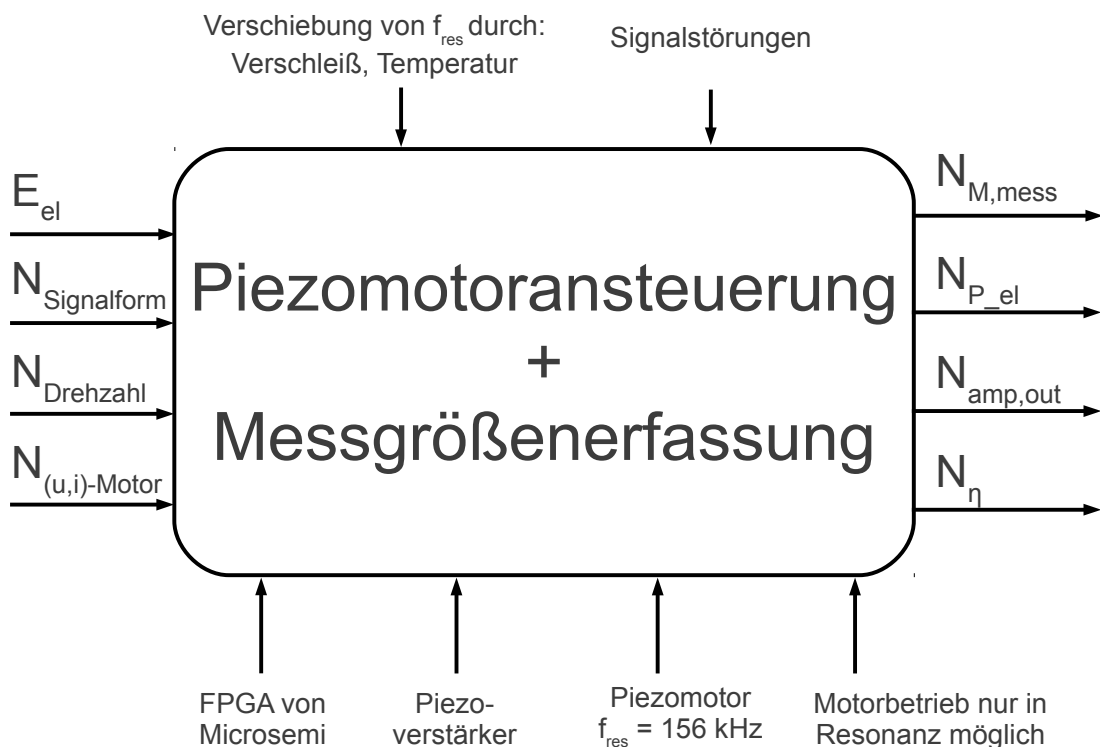 Verschiebung von f_res durch:
Verschleiß, Temperatur
Signalstörungen
E_el
N_Signalform
N_Drehzahl
N_(u,i)-Motor
Piezomotoransteuerung
+
Messgrößenerfassung
N_M,mess
N_P_el
N_amp,out
N_η
FPGA von
Microsemi
Piezo-
verstärker
Piezomotor
f_res = 156 kHz
Motorbetrieb nur in
Resonanz möglich